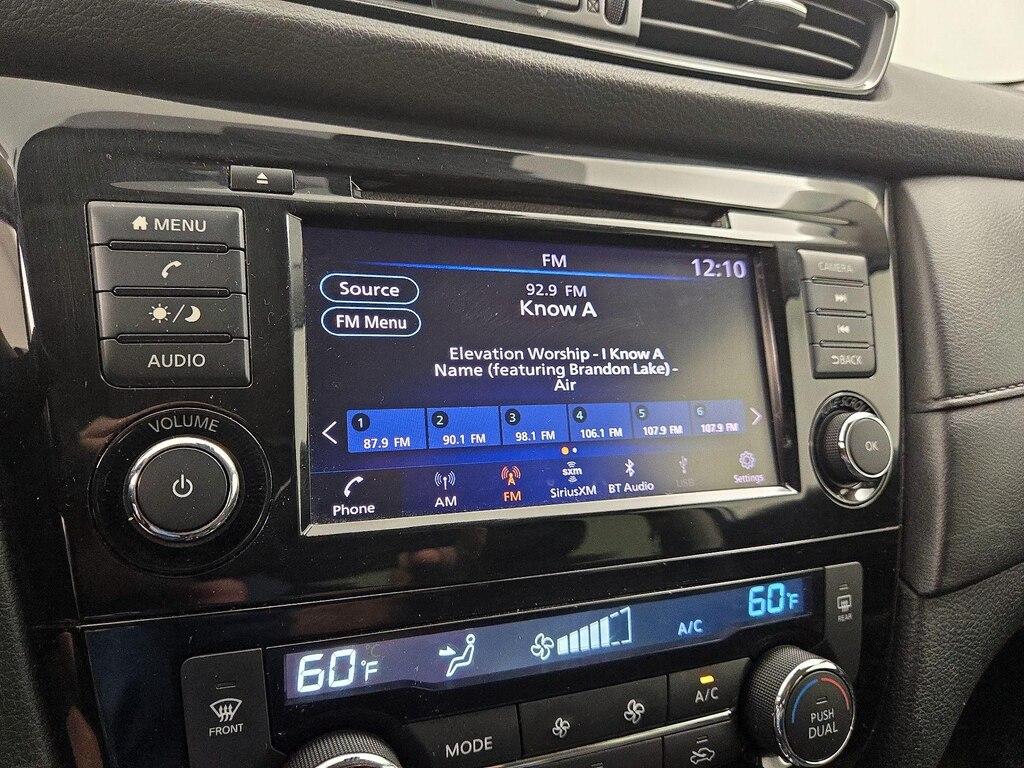 MENU
AUDIO
VOLUME
FM
12:10
Source
92.9 FM
Know A
FM Menu
Elevation Worship - I Know A
Name (featuring Brandon Lake) -
Air
1
87.9 FM
2
90.1 FM
3
98.1 FM
4
106.1 FM
5
107.9 FM
6
107.9 FM
Phone
AM
FM
sxm
SiriusXM
BT Audio
USB
Settings
CAMERA
BACK
SCROLL
OK
60°F
A/C
60°F
REAR
FRONT
MODE
A/C
PUSH
DUAL